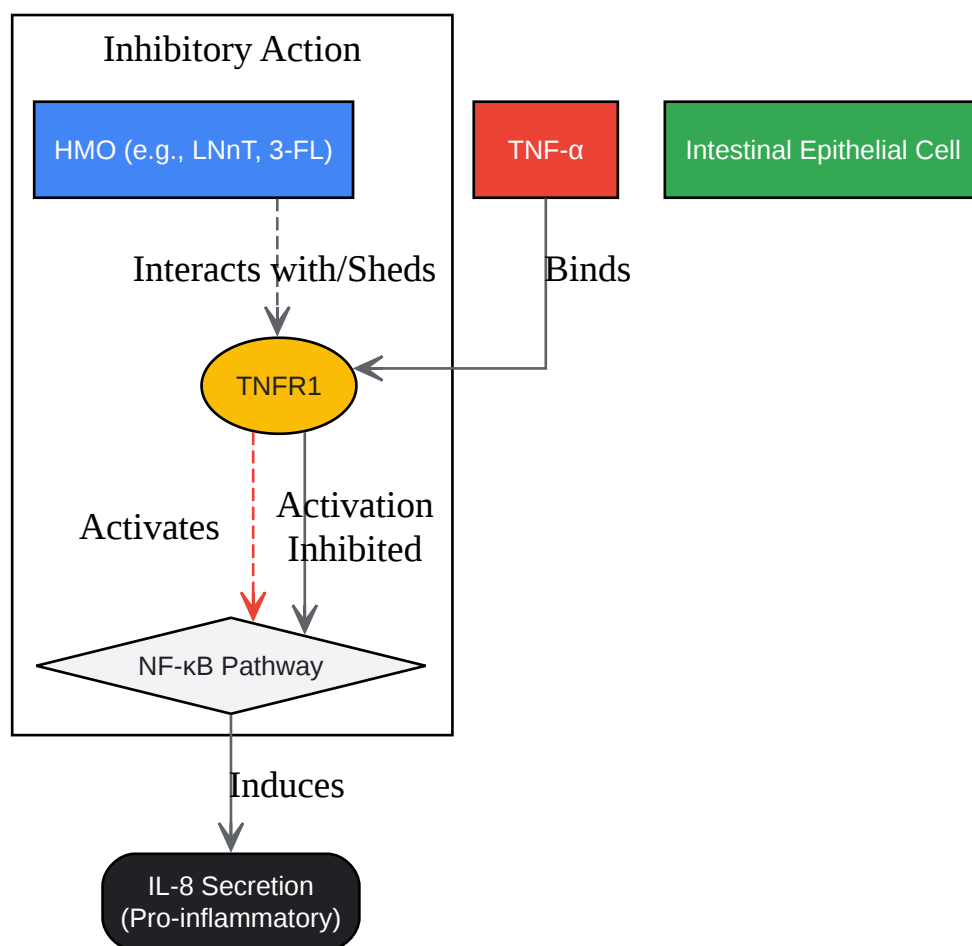 Inhibitory Action
HMO (e.g., LNnT, 3-FL)
TNF-α
Intestinal Epithelial Cell
Interacts with/Sheds
Binds
TNFR1
Activates
Activation
Inhibited
NF-κB Pathway
Induces
IL-8 Secretion
(Pro-inflammatory)